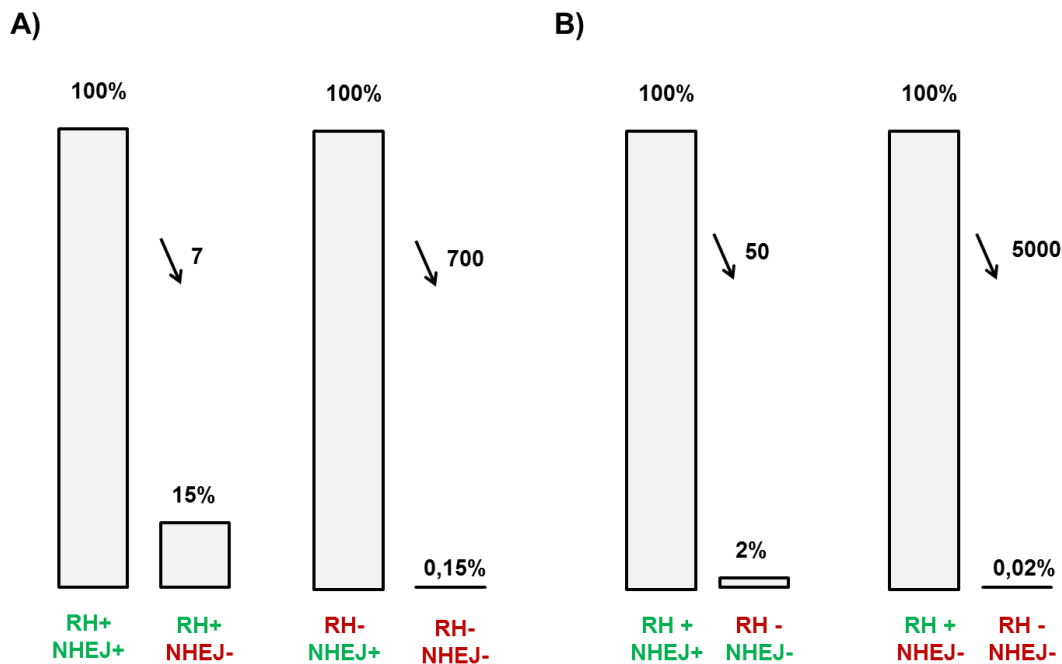 A)
B)
100%
100%
100%
100%
7
700
50
5000
15%
0,15%
2%
0,02%
RH+
NHEJ+
RH+
NHEJ-
RH-
NHEJ+
RH-
NHEJ-
RH +
NHEJ+
RH -
NHEJ-
RH +
NHEJ-
RH -
NHEJ-